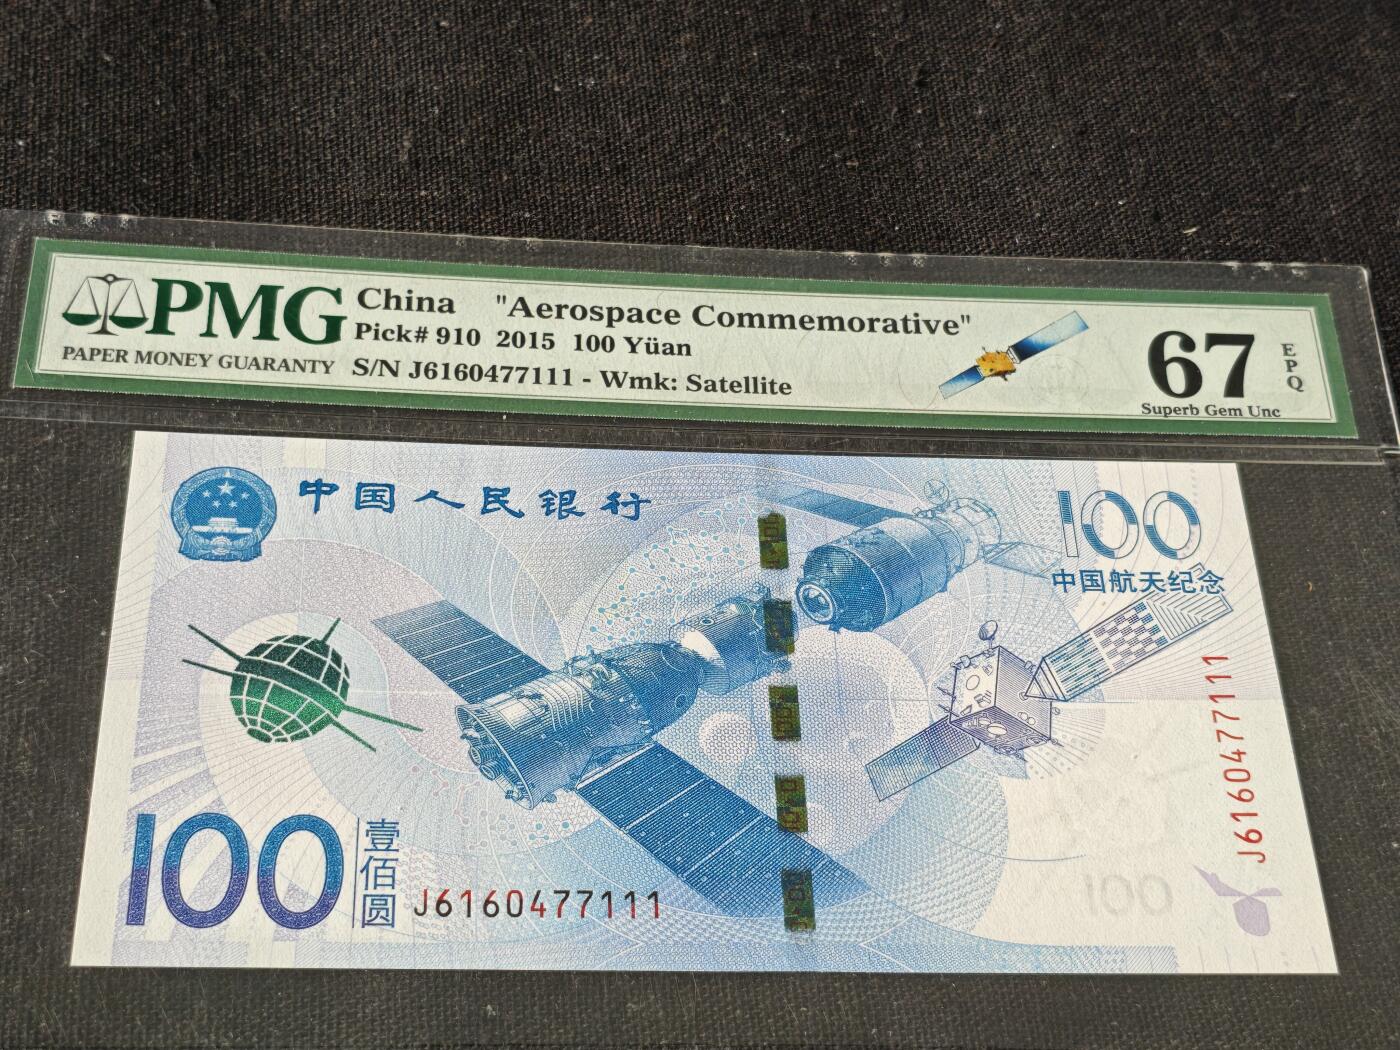 PMG
PAPER MONEY GUARANTY
China "Aerospace Commemorative"
Pick# 910 2015 100 Yüan
S/N J6160477111 - Wmk: Satellite
67
EPQ
Superb Gem Unc
中国人民银行
100
中国航天纪念
J6160477111
100
壹佰圆
J6160477111
100